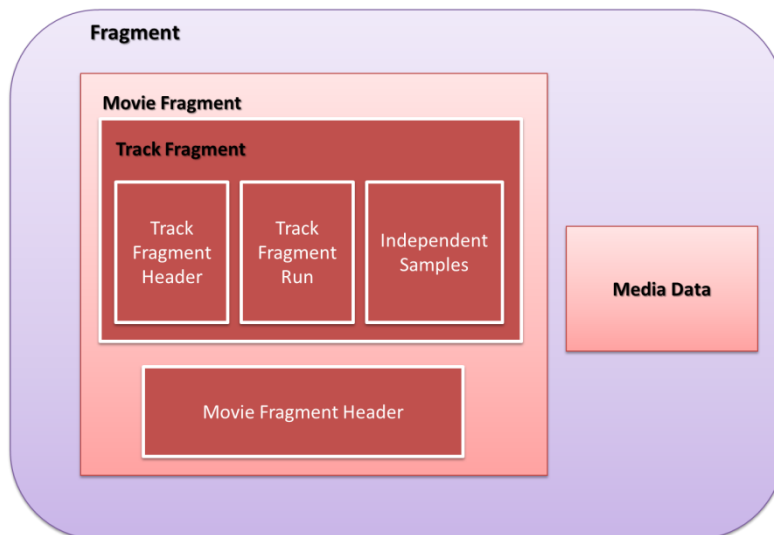 Fragment
Movie Fragment
Track Fragment
Track
Fragment
Header
Track
Fragment
Run
Independent
Samples
Media Data
Movie Fragment Header